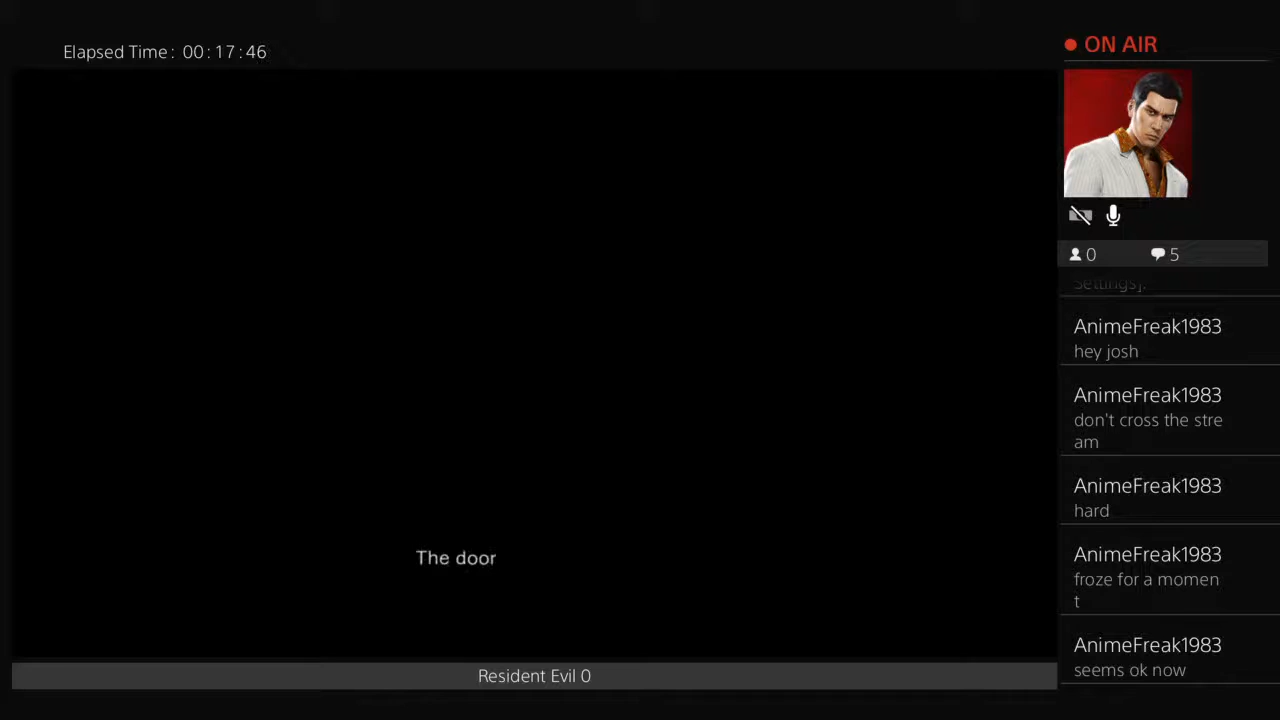 Elapsed Time: 00:17:46
ON AIR
0 5
Settings].
AnimeFreak1983
hey josh
AnimeFreak1983
don't cross the stre
am
AnimeFreak1983
hard
AnimeFreak1983
froze for a momen
t
AnimeFreak1983
seems ok now
The door
Resident Evil 0